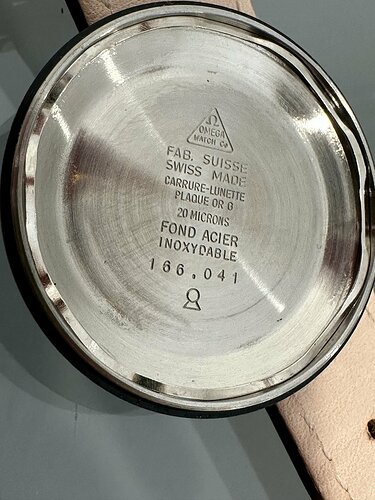 Ω
OMEGA
WATCH Co
FAB. SUISSE
SWISS MADE
CARRURE-LUNETTE
PLAQUE OR G
20 MICRONS
FOND ACIER
INOXYDABLE
166.041